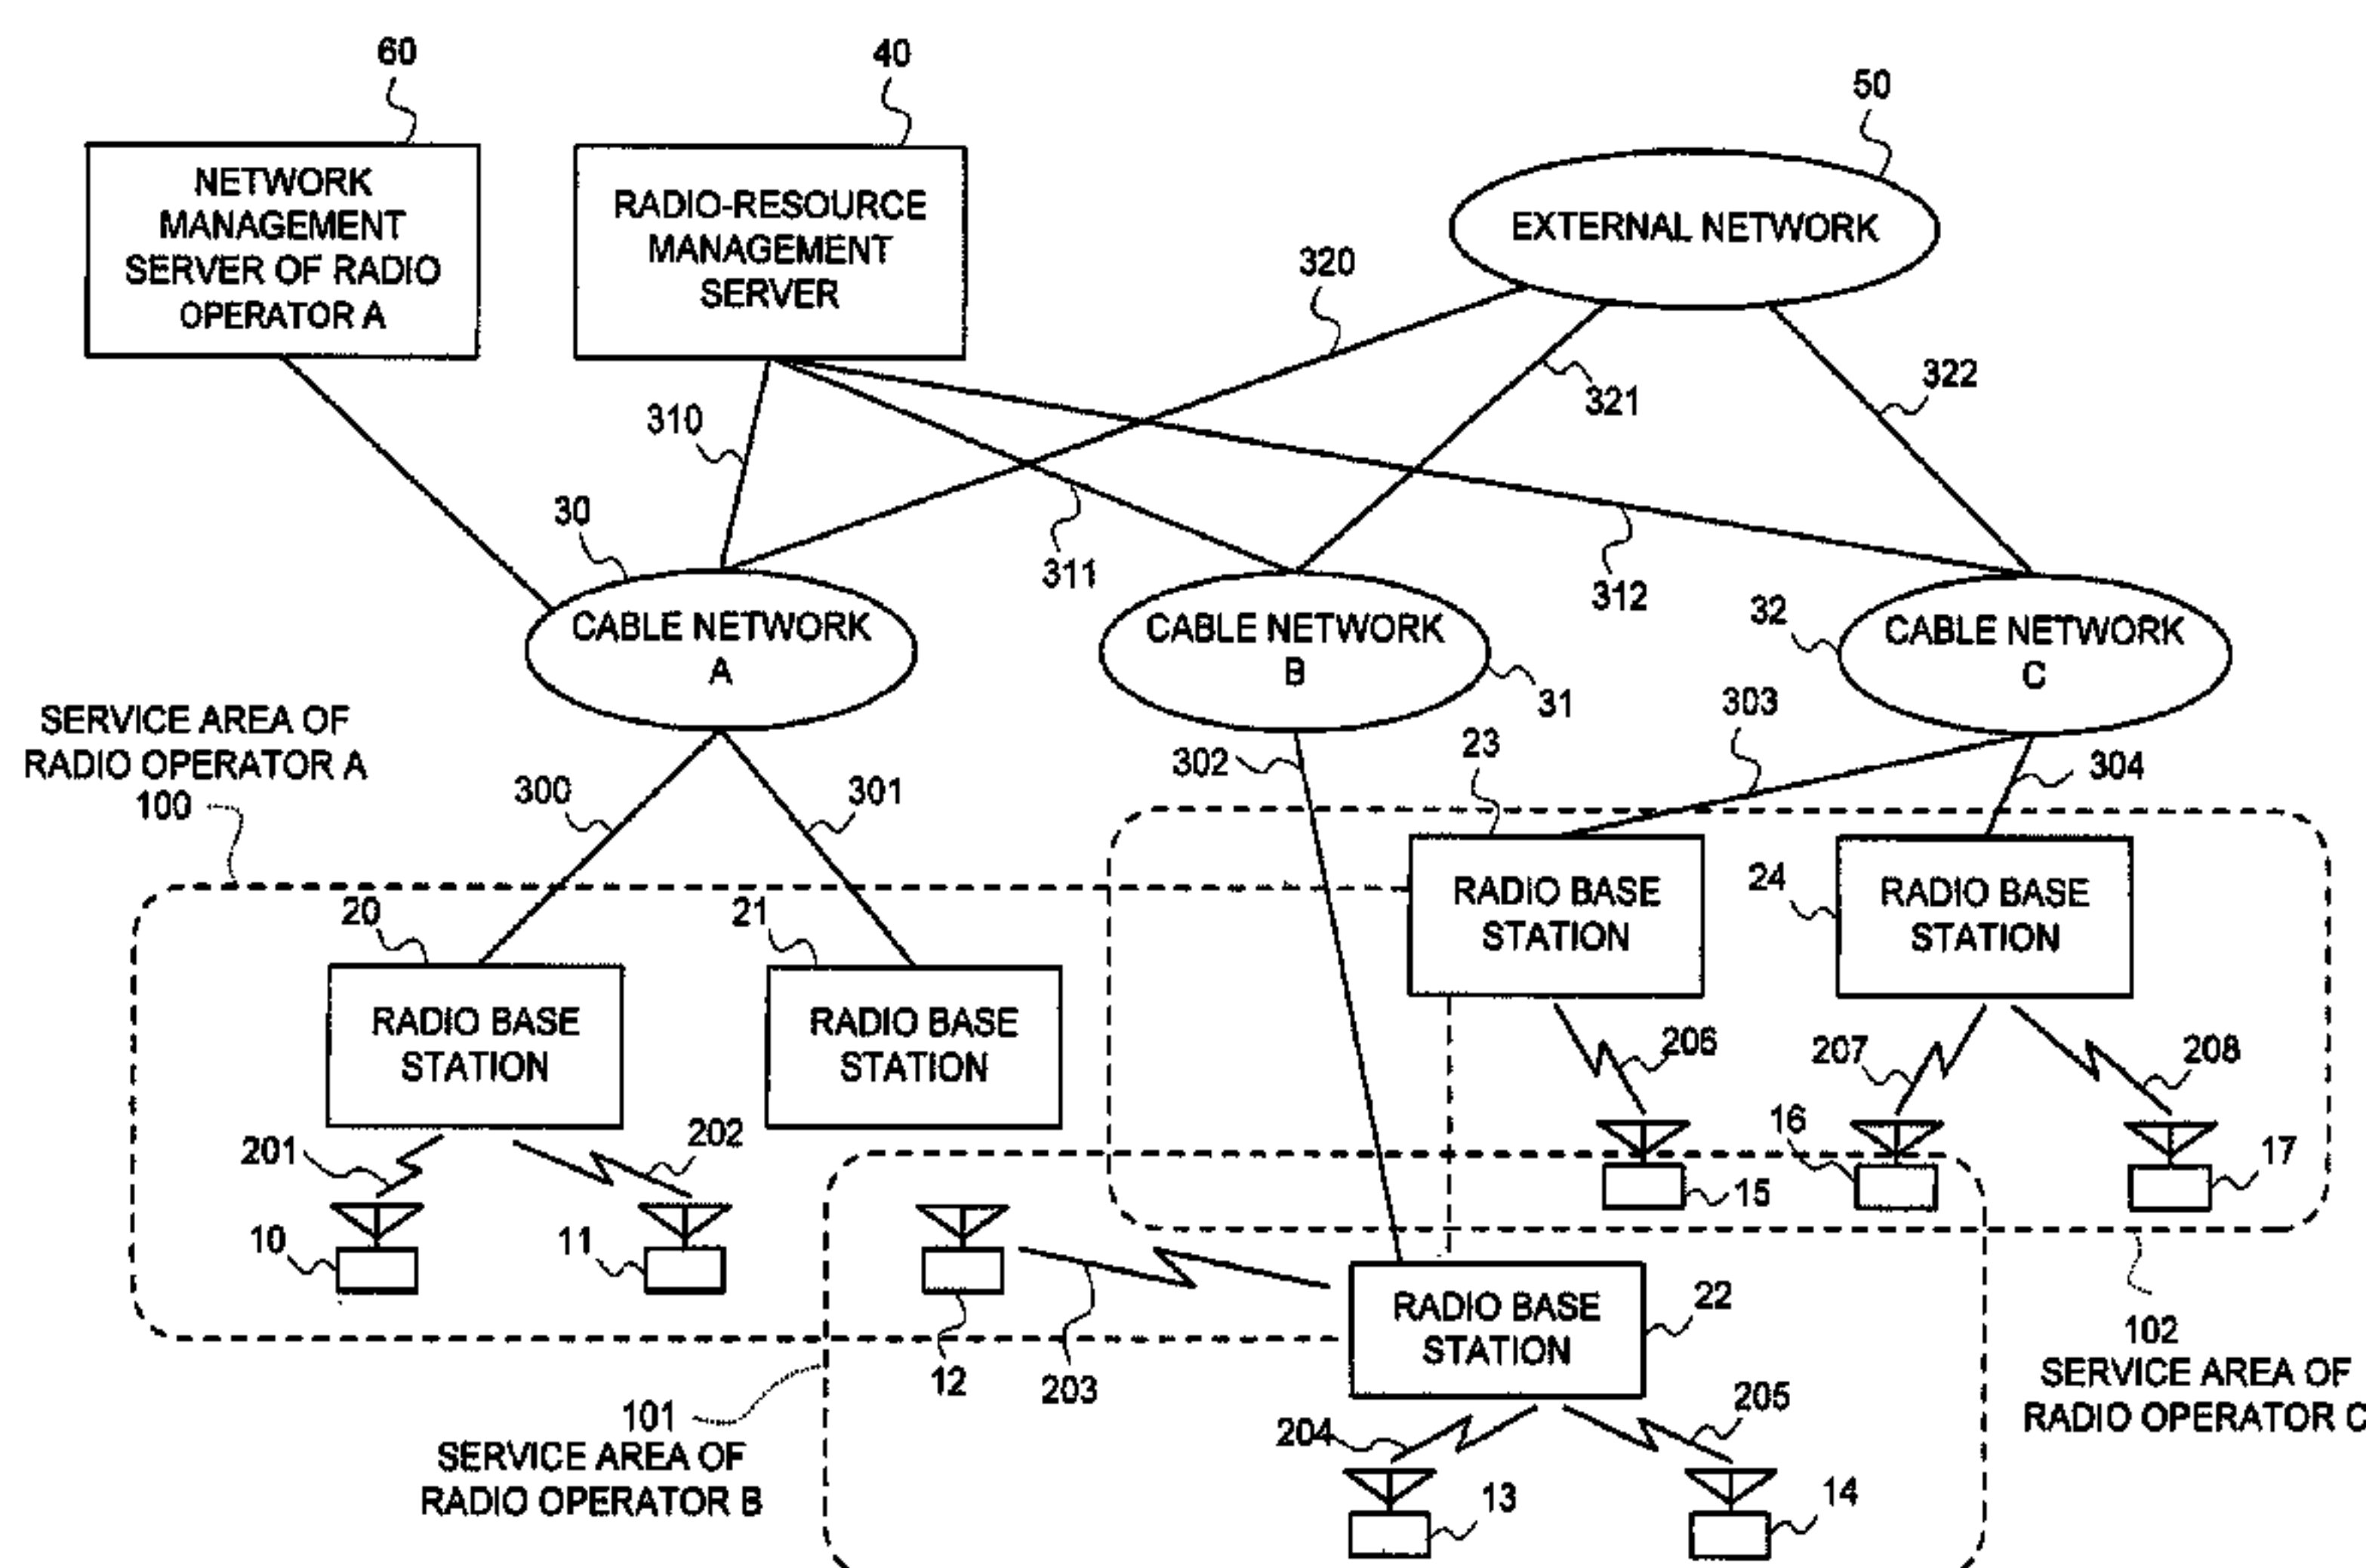 60
40
50
NETWORK
MANAGEMENT
SERVER OF RADIO
OPERATOR A
RADIO-RESOURCE
MANAGEMENT
SERVER
EXTERNAL NETWORK
320
321
322
310
311
312
30
CABLE NETWORK
A
CABLE NETWORK
B
31
32
CABLE NETWORK
C
SERVICE AREA OF
RADIO OPERATOR A
100
300
301
302
23
303
304
20
RADIO BASE
STATION
21
RADIO BASE
STATION
RADIO BASE
STATION
24
RADIO BASE
STATION
201
202
206
207
208
10
11
12
203
15
16
17
RADIO BASE
STATION
22
102
SERVICE AREA OF
RADIO OPERATOR C
101
SERVICE AREA OF
RADIO OPERATOR B
204
205
13
14